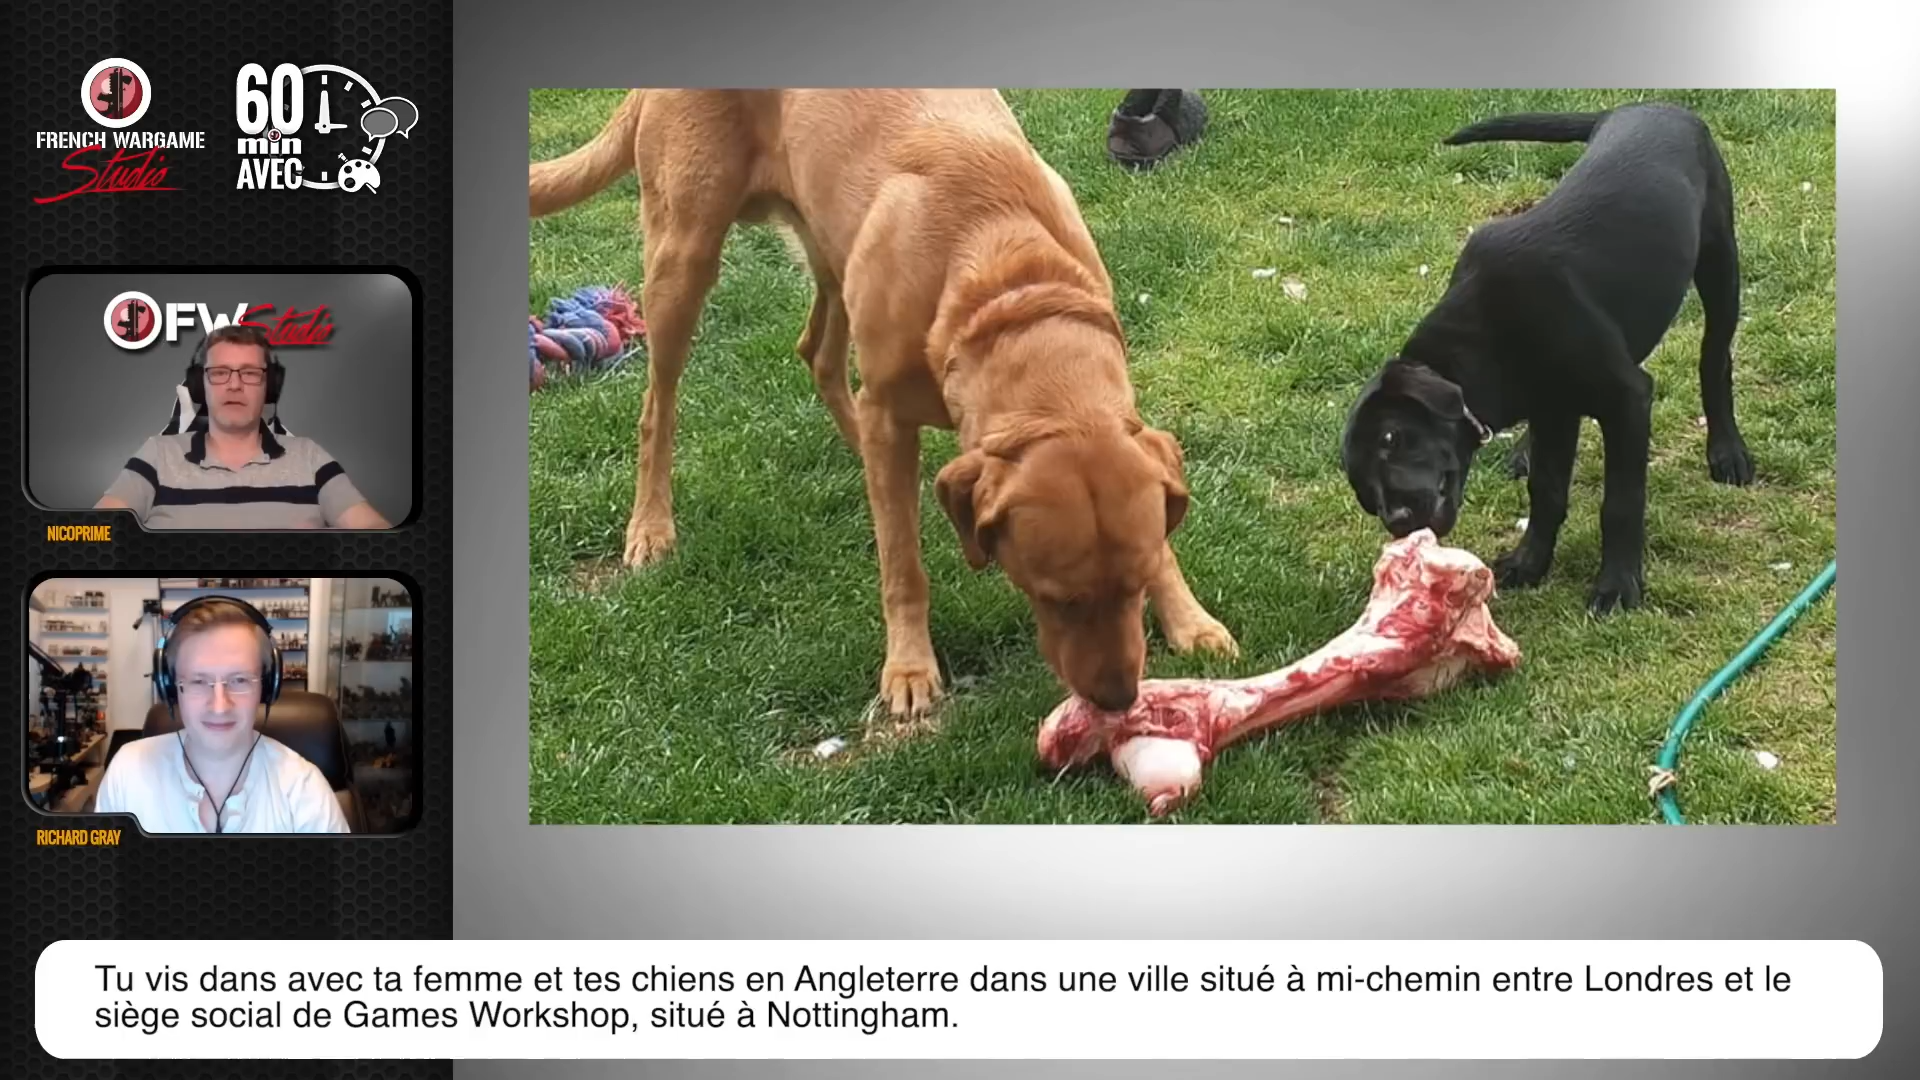 FRENCH WARGAME
Studio
60
min
AVEC
FW Studio
NICOPRIME
RICHARD GRAY
Tu vis dans avec ta femme et tes chiens en Angleterre dans une ville situé à mi-chemin entre Londres et le
siège social de Games Workshop, situé à Nottingham.